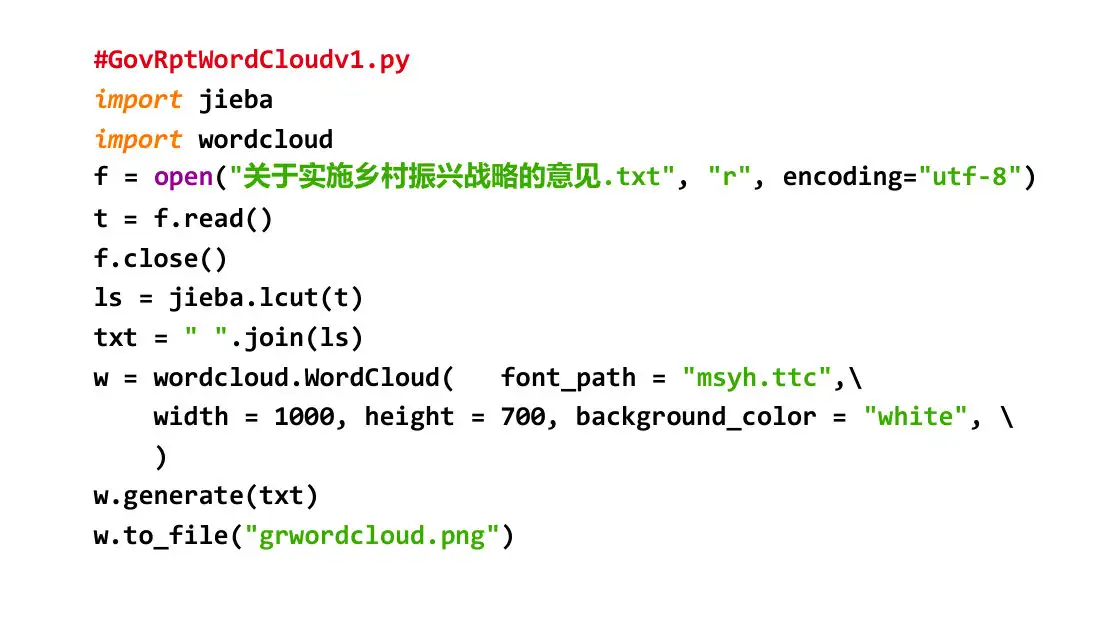 #GovRptWordCloudv1.py
import jieba
import wordcloud
f = open("关于实施乡村振兴战略的意见.txt", "r", encoding="utf-8")
t = f.read()
f.close()
ls = jieba.lcut(t)
txt = " ".join(ls)
w = wordcloud.WordCloud(   font_path = "msyh.ttc",\
    width = 1000, height = 700, background_color = "white", \
    )
w.generate(txt)
w.to_file("grwordcloud.png")